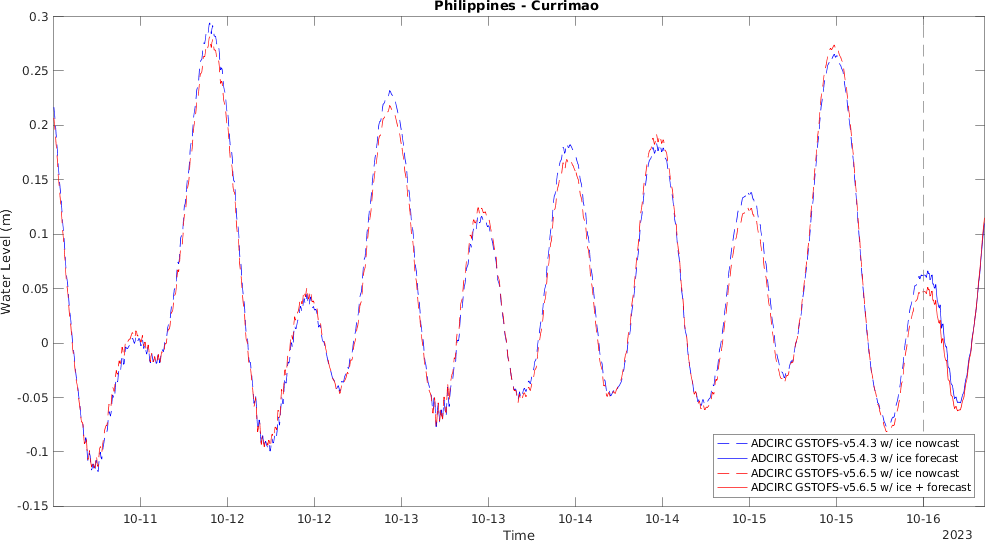 Philippines - Currimao
0.3
0.25
0.2
0.15
0.1
0.05
0
-0.05
-0.1
-0.15
Water Level (m)
ADCIRC GSTOFS-v5.4.3 w/ ice nowcast
ADCIRC GSTOFS-v5.4.3 w/ ice forecast
ADCIRC GSTOFS-v5.6.5 w/ ice nowcast
ADCIRC GSTOFS-v5.6.5 w/ ice + forecast
10-11 10-12 10-12 10-13 10-13 10-14 10-14 10-15 10-15 10-16
Time
2023